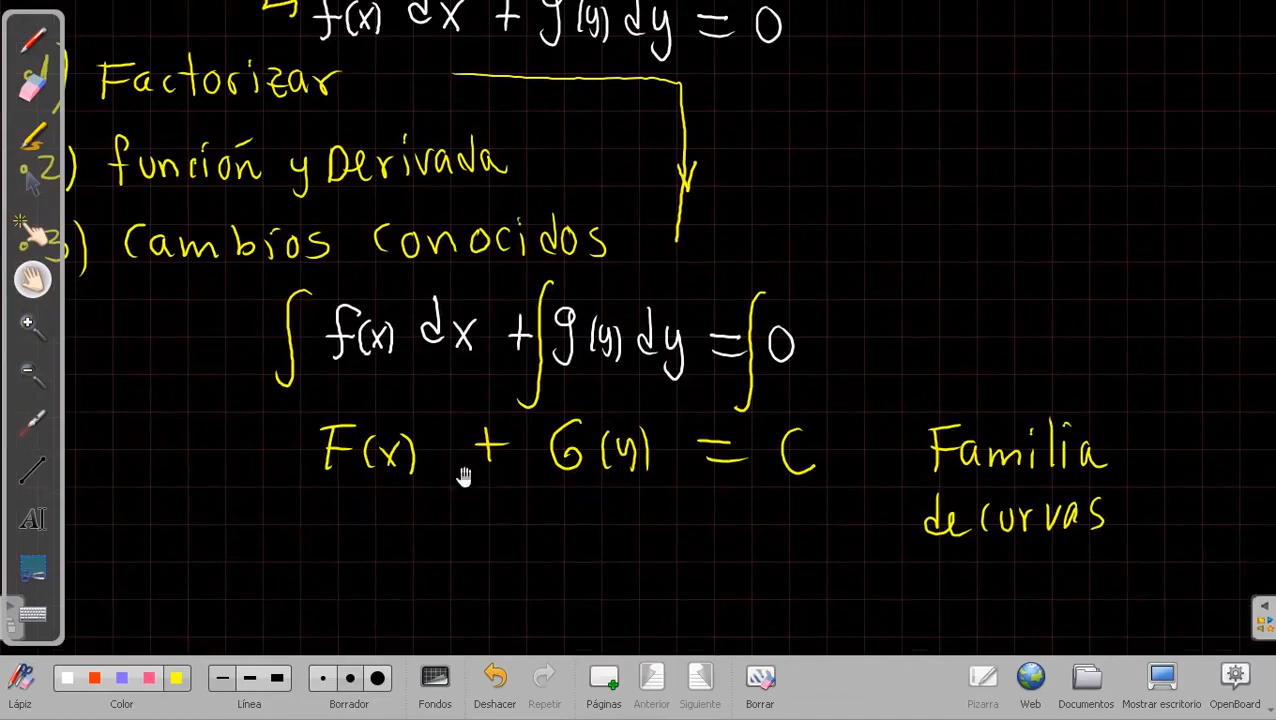 f(x) dx + g(y) dy = 0
1) Factorizar
2) función y Derivada
3) Cambios conocidos
∫ f(x) dx + ∫ g(y) dy = ∫ 0
F(x) + G(y) = C Familia
de curvas
Lápiz Color Línea Borrador Fondos Deshacer Repetir Páginas Anterior Siguiente Borrar Pizarra Web Documentos Mostrar escritorio OpenBoard